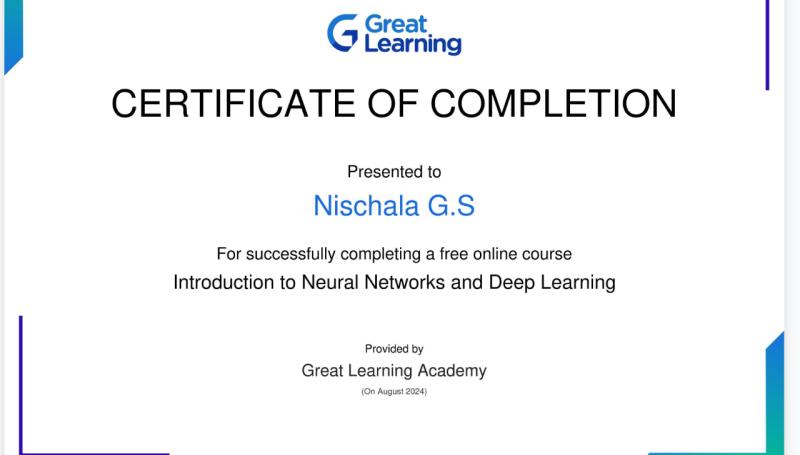 Great
Learning
CERTIFICATE OF COMPLETION
Presented to
Nischala G.S
For successfully completing a free online course
Introduction to Neural Networks and Deep Learning
Provided by
Great Learning Academy
(On August 2024)